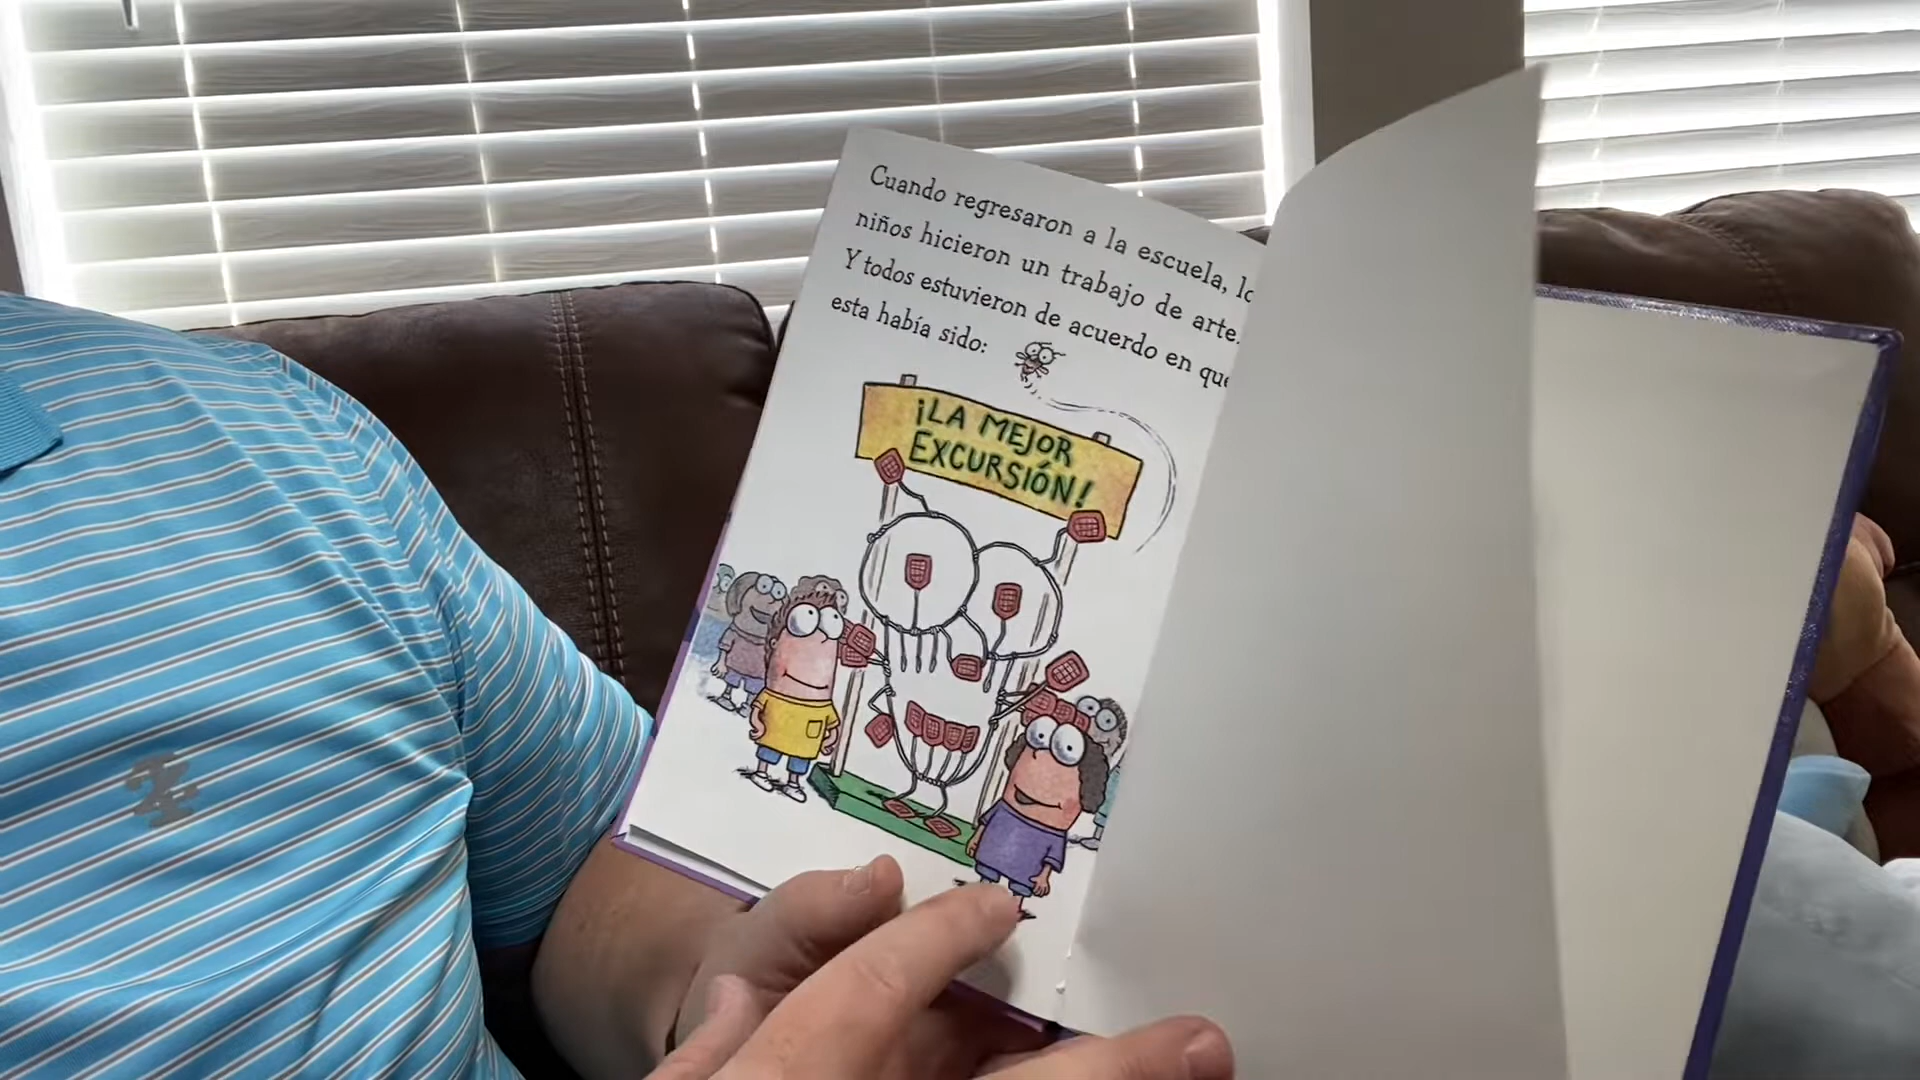 Cuando regresaron a la escuela,
niños hicieron un trabajo de arte.
Y todos estuvieron de acuerdo en que
esta había sido:
¡LA MEJOR
EXCURSIÓN!